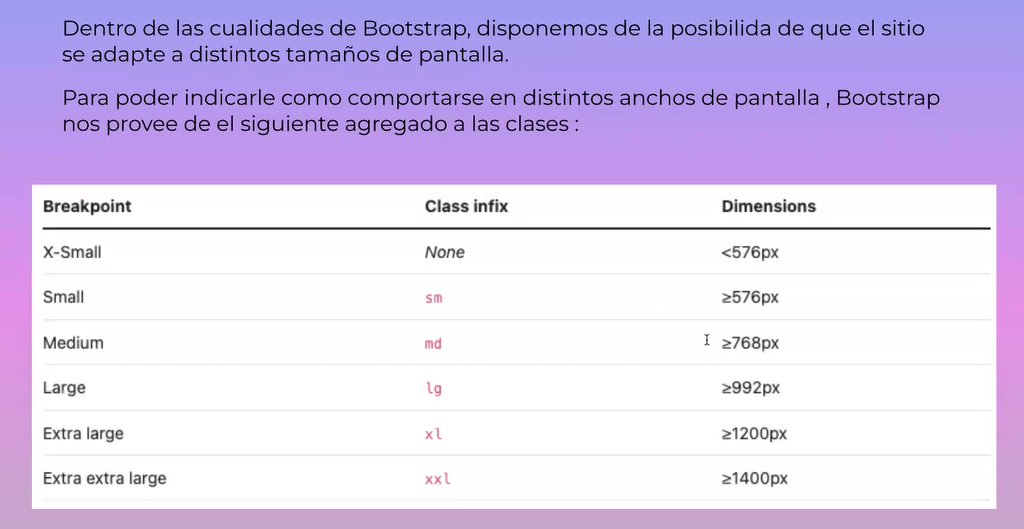 Dentro de las cualidades de Bootstrap, disponemos de la posibilida de que el sitio
se adapte a distintos tamaños de pantalla.
Para poder indicarle como comportarse en distintos anchos de pantalla , Bootstrap
nos provee de el siguiente agregado a las clases :
Breakpoint Class infix Dimensions
X-Small None <576px
Small sm ≥576px
Medium md ≥768px
Large lg ≥992px
Extra large xl ≥1200px
Extra extra large xxl ≥1400px